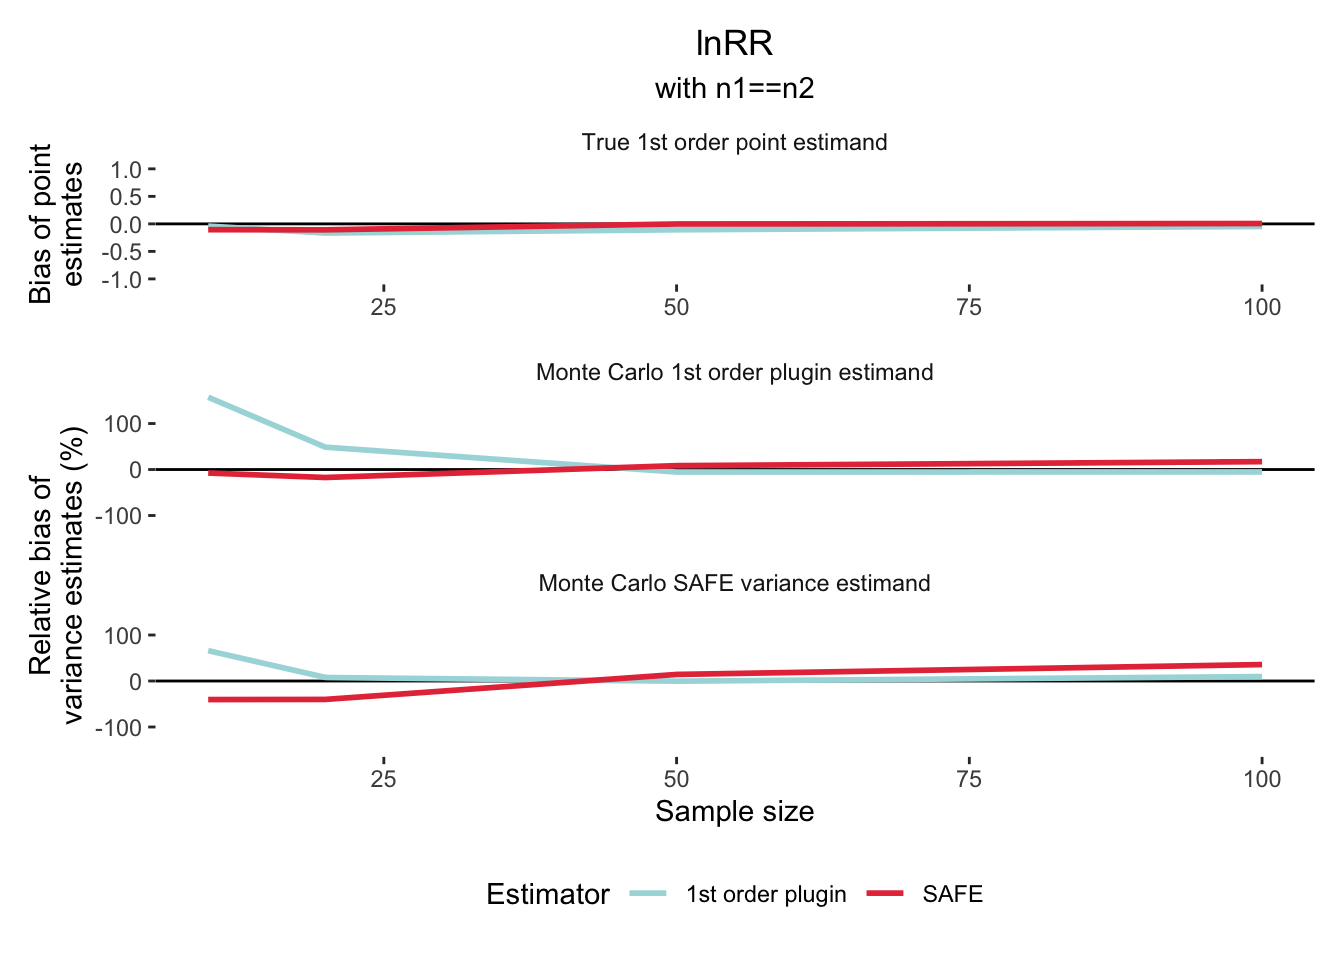 lnRR
with n1==n2
True 1st order point estimand
Bias of point
estimates
1.0
0.5
0.0
-0.5
-1.0
25 50 75 100
Monte Carlo 1st order plugin estimand
Relative bias of
variance estimates (%)
100
0
-100
Monte Carlo SAFE variance estimand
100
0
-100
25 50 75 100
Sample size
Estimator 1st order plugin SAFE